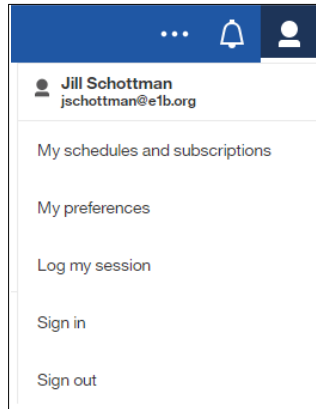 Jill Schottman
jschottman@e1b.org
My schedules and subscriptions
My preferences
Log my session
Sign in
Sign out